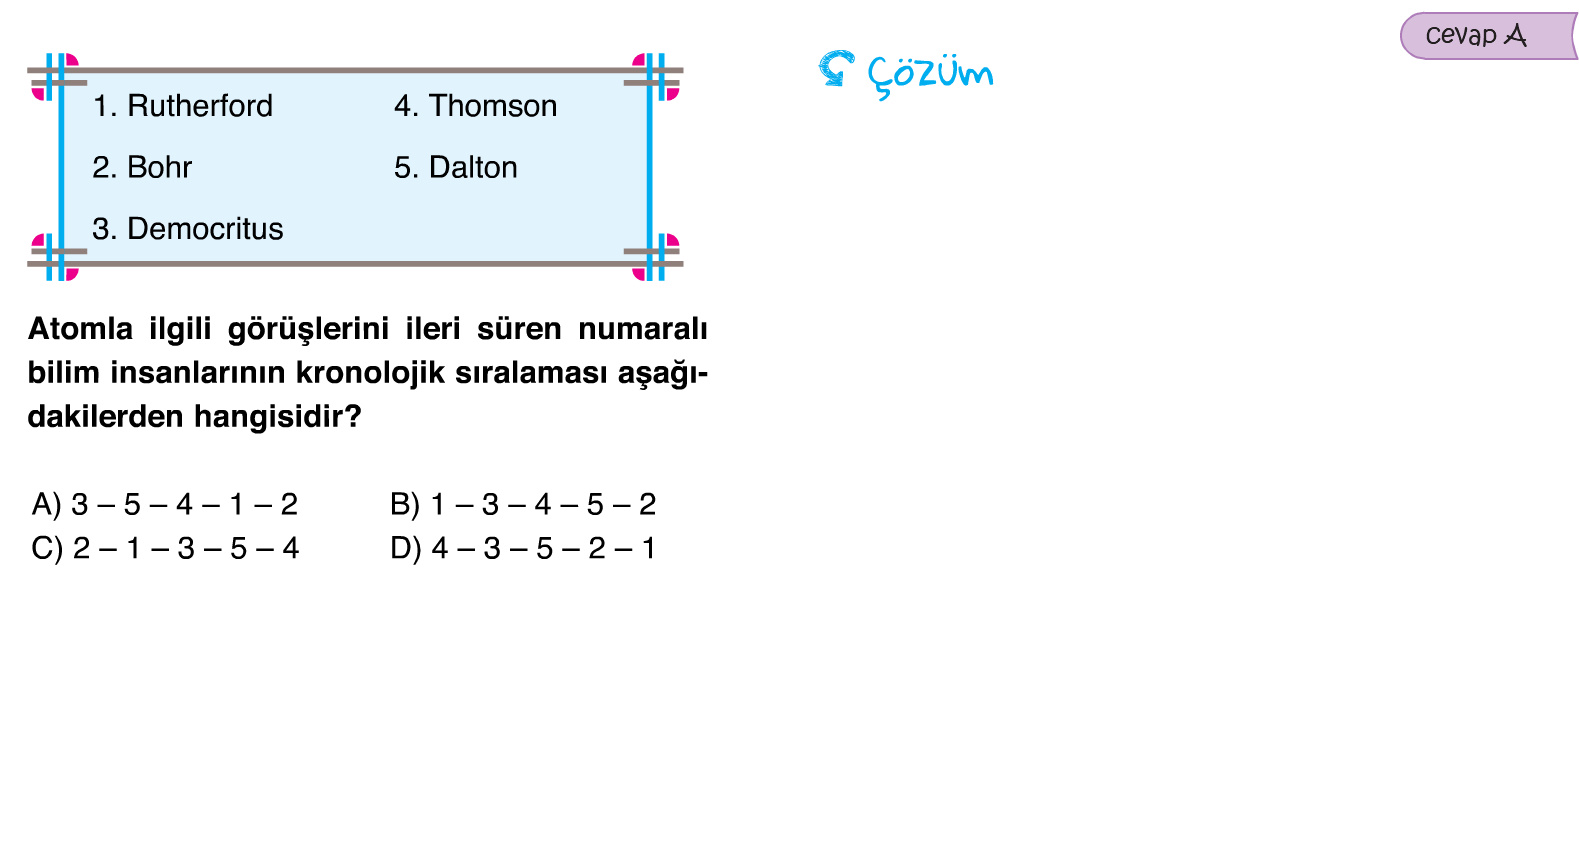 1. Rutherford
2. Bohr
3. Democritus
4. Thomson
5. Dalton
Atomla ilgili görüşlerini ileri süren numaralı
bilim insanlarının kronolojik sıralaması aşağı-
dakilerden hangisidir?
A) 3 – 5 – 4 – 1 – 2
B) 1 – 3 – 4 – 5 – 2
C) 2 – 1 – 3 – 5 – 4
D) 4 – 3 – 5 – 2 – 1
Çözüm
Cevap A